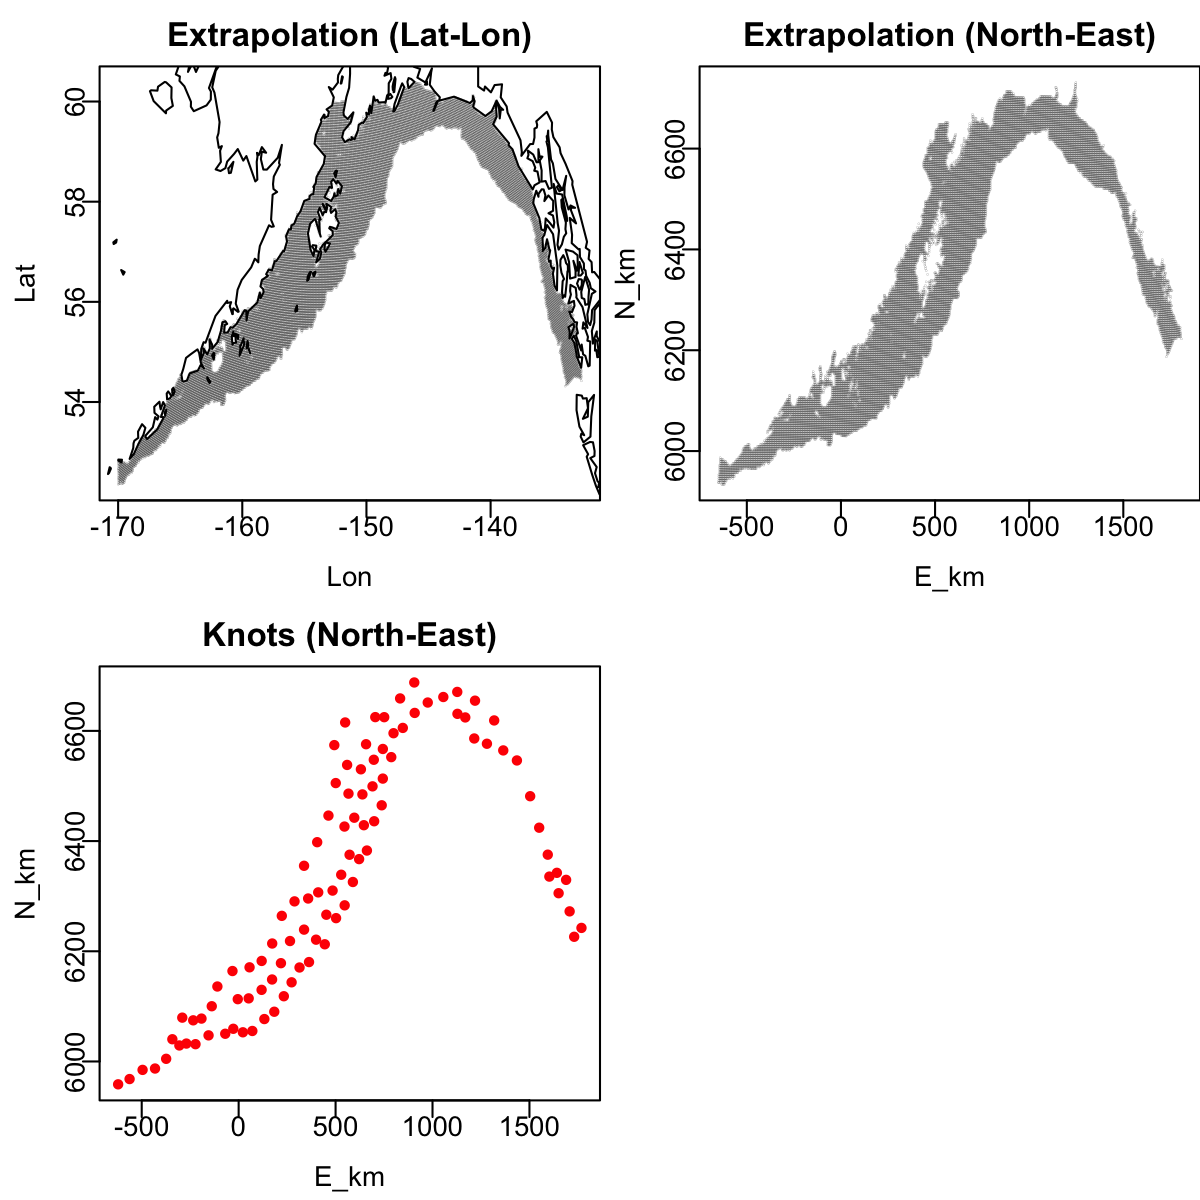 Extrapolation (Lat-Lon)
Lat
60
58
56
54
-170 -160 -150 -140
Lon
Extrapolation (North-East)
N_km
6600
6400
6200
6000
-500 0 500 1000 1500
E_km
Knots (North-East)
N_km
6600
6400
6200
6000
-500 0 500 1000 1500
E_km